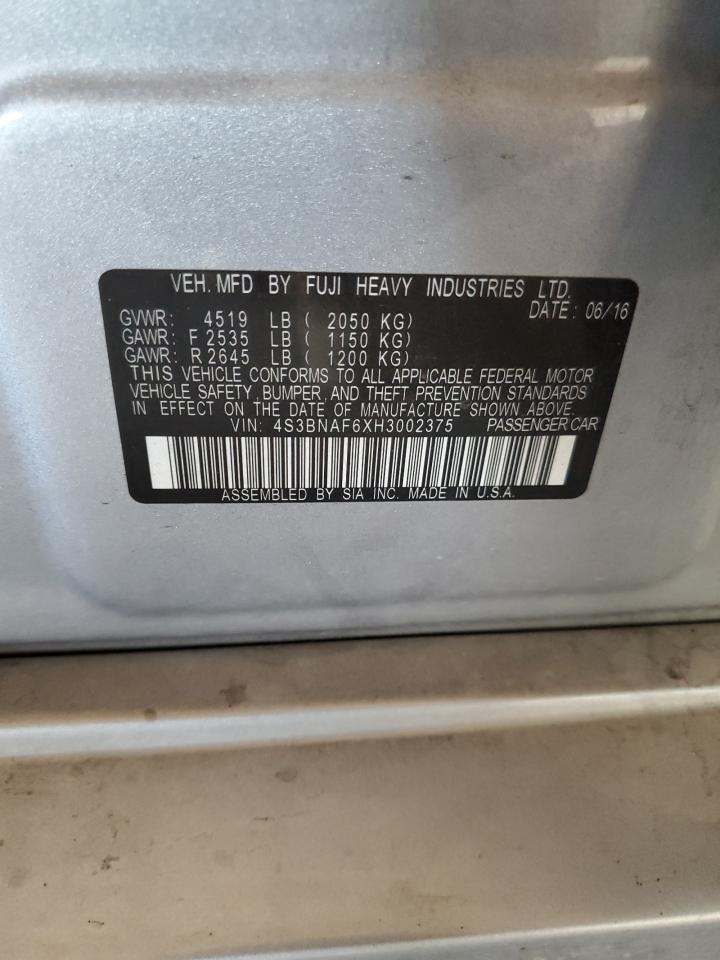 VEH. MFD BY FUJI HEAVY INDUSTRIES LTD.
DATE: 06/16
GVWR: 4519 LB ( 2050 KG)
GAWR: F 2535 LB ( 1150 KG)
GAWR: R 2645 LB ( 1200 KG)
THIS VEHICLE CONFORMS TO ALL APPLICABLE FEDERAL MOTOR
VEHICLE SAFETY, BUMPER, AND THEFT PREVENTION STANDARDS
IN EFFECT ON THE DATE OF MANUFACTURE SHOWN ABOVE.
VIN: 4S3BNAF6XH3002375 PASSENGER CAR
ASSEMBLED BY SIA INC. MADE IN U.S.A.